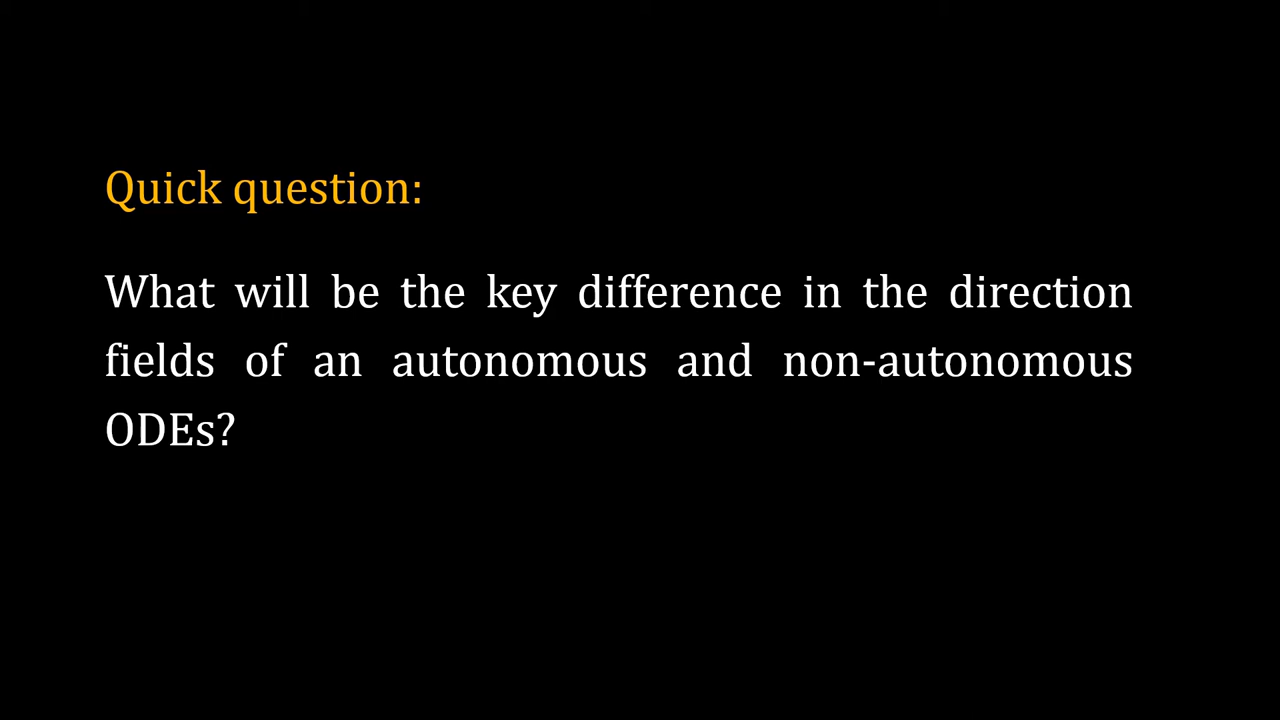 Quick question:
What will be the key difference in the direction
fields of an autonomous and non-autonomous
ODEs?